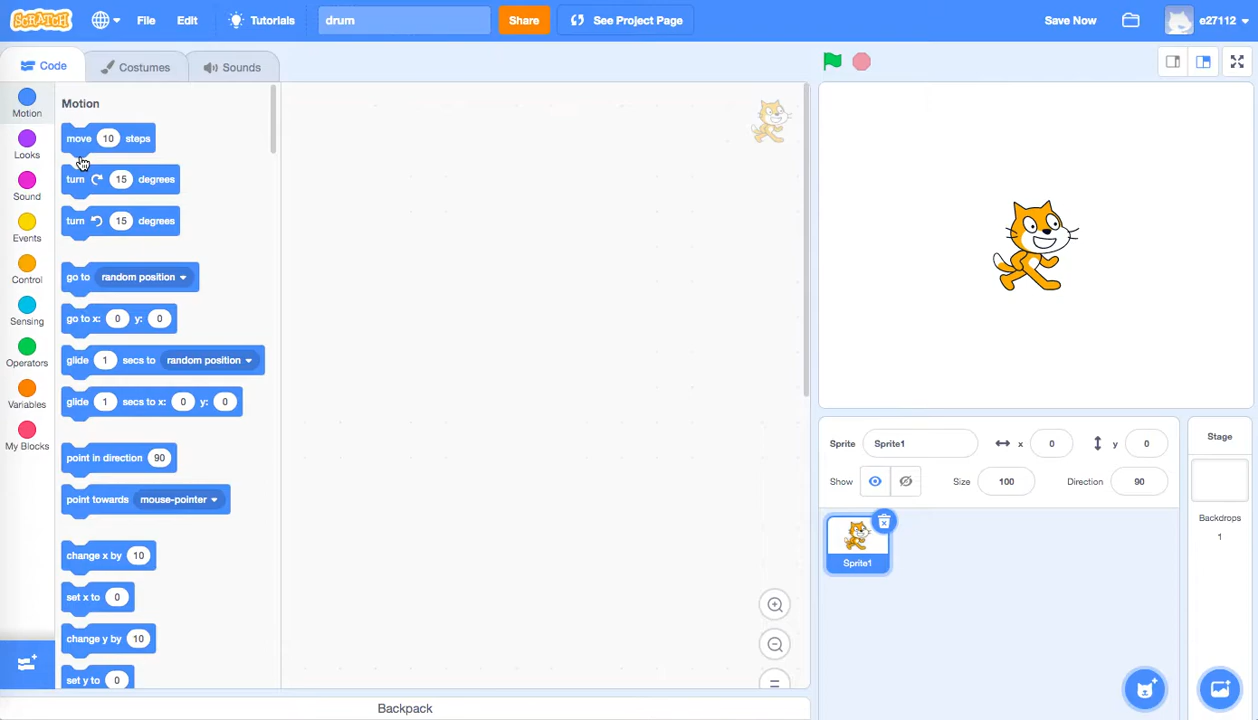 SCRATCH File Edit Tutorials drum Share See Project Page Save Now e27112
Code Costumes Sounds
Motion
Looks
Sound
Events
Control
Sensing
Operators
Variables
My Blocks
Motion
move 10 steps
turn 15 degrees
turn 15 degrees
go to random position
go to x: 0 y: 0
glide 1 secs to random position
glide 1 secs to x: 0 y: 0
point in direction 90
point towards mouse-pointer
change x by 10
set x to 0
change y by 10
set y to 0
Backpack
Sprite Sprite1 x 0 y 0
Show Size 100 Direction 90
Sprite1
Stage
Backdrops
1